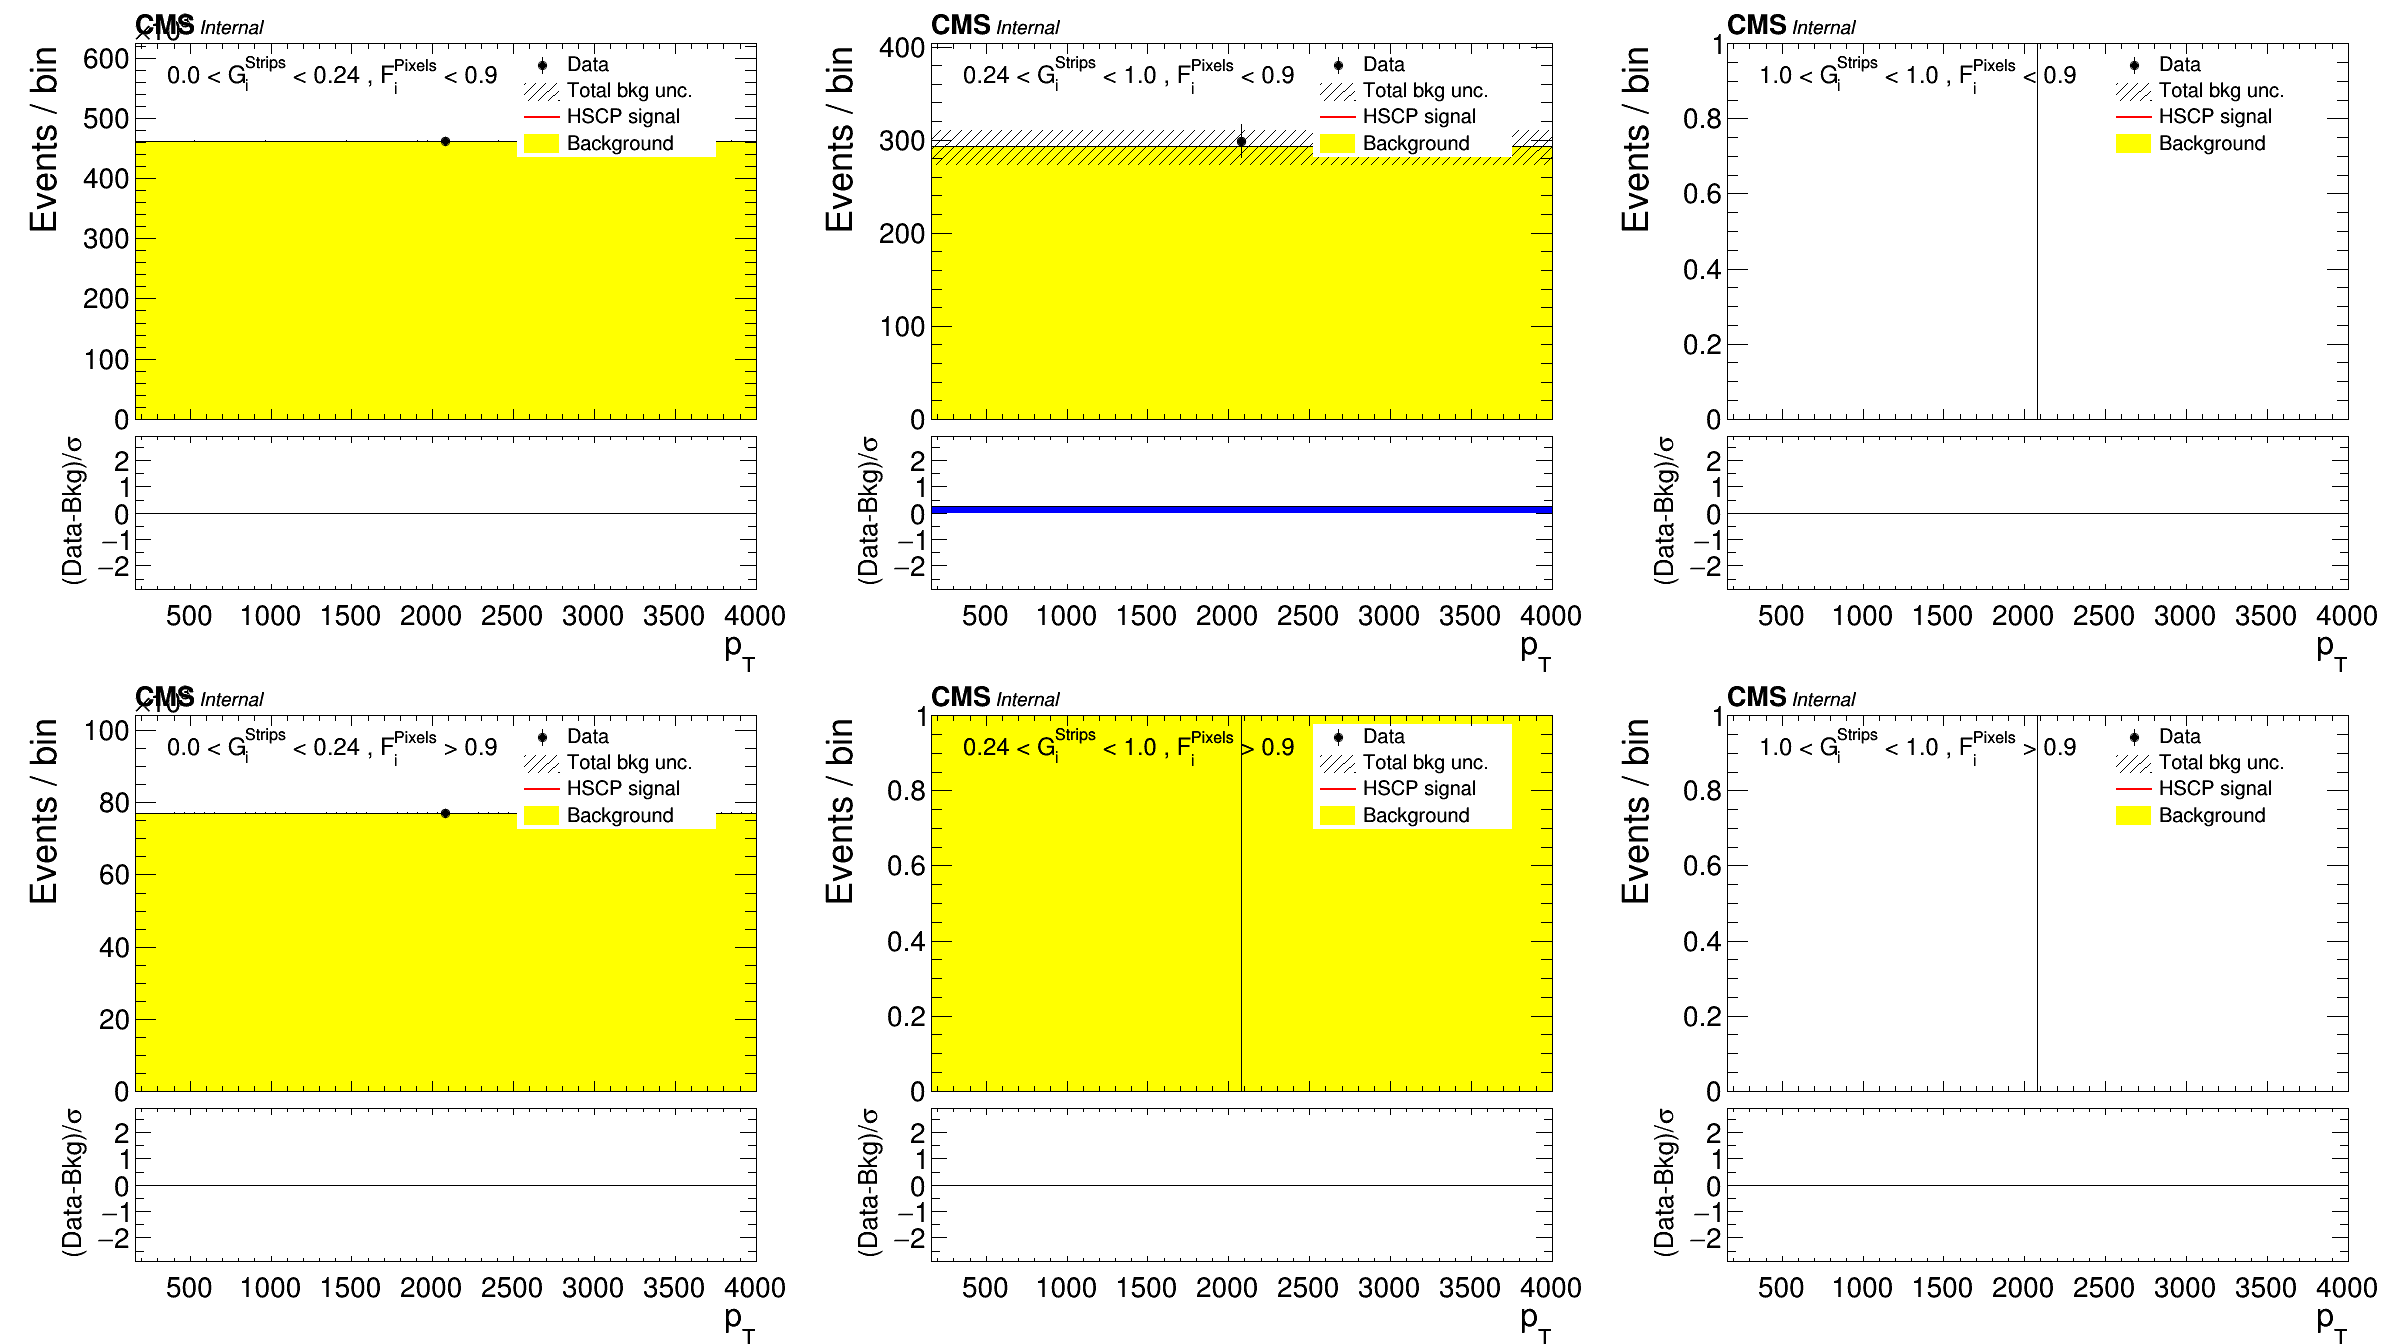 CMS Internal
Events / bin
600
500
400
300
200
100
0
0.0 < G_i^Strips < 0.24 , F_i^Pixels < 0.9
Data
Total bkg unc.
HSCP signal
Background
(Data-Bkg)/σ
2
1
0
−1
−2
500 1000 1500 2000 2500 3000 3500 4000
p_T
CMS Internal
Events / bin
400
300
200
100
0
0.24 < G_i^Strips < 1.0 , F_i^Pixels < 0.9
Data
Total bkg unc.
HSCP signal
Background
(Data-Bkg)/σ
2
1
0
−1
−2
500 1000 1500 2000 2500 3000 3500 4000
p_T
CMS Internal
Events / bin
1
0.8
0.6
0.4
0.2
0
1.0 < G_i^Strips < 1.0 , F_i^Pixels < 0.9
Data
Total bkg unc.
HSCP signal
Background
(Data-Bkg)/σ
2
1
0
−1
−2
500 1000 1500 2000 2500 3000 3500 4000
p_T
CMS Internal
Events / bin
100
80
60
40
20
0
0.0 < G_i^Strips < 0.24 , F_i^Pixels > 0.9
Data
Total bkg unc.
HSCP signal
Background
(Data-Bkg)/σ
2
1
0
−1
−2
500 1000 1500 2000 2500 3000 3500 4000
p_T
CMS Internal
Events / bin
1
0.8
0.6
0.4
0.2
0
0.24 < G_i^Strips < 1.0 , F_i^Pixels > 0.9
Data
Total bkg unc.
HSCP signal
Background
(Data-Bkg)/σ
2
1
0
−1
−2
500 1000 1500 2000 2500 3000 3500 4000
p_T
CMS Internal
Events / bin
1
0.8
0.6
0.4
0.2
0
1.0 < G_i^Strips < 1.0 , F_i^Pixels > 0.9
Data
Total bkg unc.
HSCP signal
Background
(Data-Bkg)/σ
2
1
0
−1
−2
500 1000 1500 2000 2500 3000 3500 4000
p_T